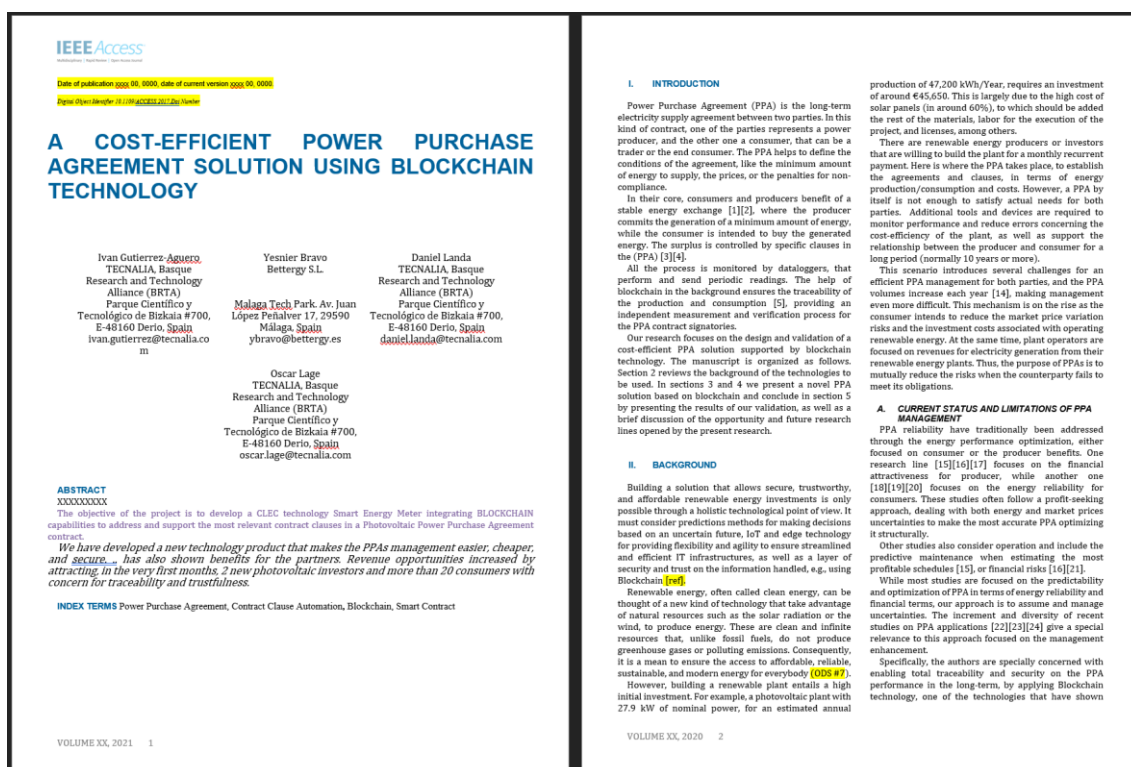 IEEE Access
Multidisciplinary | Rapid Review | Open Access Journal
Date of publication xxxx 00, 0000, date of current version xxxx 00, 0000.
Digital Object Identifier 10.1109/ACCESS.2017.Doi Number
A COST-EFFICIENT POWER PURCHASE
AGREEMENT SOLUTION USING BLOCKCHAIN
TECHNOLOGY
Ivan Gutierrez-Aguero
TECNALIA, Basque
Research and Technology
Alliance (BRTA)
Parque Científico y
Tecnológico de Bizkaia #700,
E-48160 Derio, Spain
ivan.gutierrez@tecnalia.co
m
Yesnier Bravo
Bettergy S.L.
Malaga Tech Park. Av. Juan
López Peñalver 17, 29590
Málaga, Spain
ybravo@bettergy.es
Daniel Landa
TECNALIA, Basque
Research and Technology
Alliance (BRTA)
Parque Científico y
Tecnológico de Bizkaia #700,
E-48160 Derio, Spain
daniel.landa@tecnalia.com
Oscar Lage
TECNALIA, Basque
Research and Technology
Alliance (BRTA)
Parque Científico y
Tecnológico de Bizkaia #700,
E-48160 Derio, Spain
oscar.lage@tecnalia.com
ABSTRACT
XXXXXXXXX
The objective of the project is to develop a CLEC technology Smart Energy Meter integrating BLOCKCHAIN
capabilities to address and support the most relevant contract clauses in a Photovoltaic Power Purchase Agreement
contract.
We have developed a new technology product that makes the PPAs management easier, cheaper,
and secure. .. has also shown benefits for the partners. Revenue opportunities increased by
attracting, in the very first months, 2 new photovoltaic investors and more than 20 consumers with
concern for traceability and trustfulness.
INDEX TERMS Power Purchase Agreement, Contract Clause Automation, Blockchain, Smart Contract
VOLUME XX, 2021 1
I. INTRODUCTION
Power Purchase Agreement (PPA) is the long-term
electricity supply agreement between two parties. In this
kind of contract, one of the parties represents a power
producer, and the other one a consumer, that can be a
trader or the end consumer. The PPA helps to define the
conditions of the agreement, like the minimum amount
of energy to supply, the prices, or the penalties for non-
compliance.
In their core, consumers and producers benefit of a
stable energy exchange [1][2], where the producer
commits the generation of a minimum amount of energy,
while the consumer is intended to buy the generated
energy. The surplus is controlled by specific clauses in
the (PPA) [3][4].
All the process is monitored by dataloggers, that
perform and send periodic readings. The help of
blockchain in the background ensures the traceability of
the production and consumption [5], providing an
independent measurement and verification process for
the PPA contract signatories.
Our research focuses on the design and validation of a
cost-efficient PPA solution supported by blockchain
technology. The manuscript is organized as follows.
Section 2 reviews the background of the technologies to
be used. In sections 3 and 4 we present a novel PPA
solution based on blockchain and conclude in section 5
by presenting the results of our validation, as well as a
brief discussion of the opportunity and future research
lines opened by the present research.
II. BACKGROUND
Building a solution that allows secure, trustworthy,
and affordable renewable energy investments is only
possible through a holistic technological point of view. It
must consider predictions methods for making decisions
based on an uncertain future, IoT and edge technology
for providing flexibility and agility to ensure streamlined
and efficient IT infrastructures, as well as a layer of
security and trust on the information handled, e.g., using
Blockchain [ref].
Renewable energy, often called clean energy, can be
thought of a new kind of technology that take advantage
of natural resources such as the solar radiation or the
wind, to produce energy. These are clean and infinite
resources that, unlike fossil fuels, do not produce
greenhouse gases or polluting emissions. Consequently,
it is a mean to ensure the access to affordable, reliable,
sustainable, and modern energy for everybody (ODS #7).
However, building a renewable plant entails a high
initial investment. For example, a photovoltaic plant with
27.9 kW of nominal power, for an estimated annual
production of 47,200 kWh/Year, requires an investment
of around €45,650. This is largely due to the high cost of
solar panels (in around 60%), to which should be added
the rest of the materials, labor for the execution of the
project, and licenses, among others.
There are renewable energy producers or investors
that are willing to build the plant for a monthly recurrent
payment. Here is where the PPA takes place, to establish
the agreements and clauses, in terms of energy
production/consumption and costs. However, a PPA by
itself is not enough to satisfy actual needs for both
parties. Additional tools and devices are required to
monitor performance and reduce errors concerning the
cost-efficiency of the plant, as well as support the
relationship between the producer and consumer for a
long period (normally 10 years or more).
This scenario introduces several challenges for an
efficient PPA management for both parties, and the PPA
volumes increase each year [14], making management
even more difficult. This mechanism is on the rise as the
consumer intends to reduce the market price variation
risks and the investment costs associated with operating
renewable energy. At the same time, plant operators are
focused on revenues for electricity generation from their
renewable energy plants. Thus, the purpose of PPAs is to
mutually reduce the risks when the counterparty fails to
meet its obligations.
A. CURRENT STATUS AND LIMITATIONS OF PPA
MANAGEMENT
PPA reliability have traditionally been addressed
through the energy performance optimization, either
focused on consumer or the producer benefits. One
research line [15][16][17] focuses on the financial
attractiveness for producer, while another one
[18][19][20] focuses on the energy reliability for
consumers. These studies often follow a profit-seeking
approach, dealing with both energy and market prices
uncertainties to make the most accurate PPA optimizing
it structurally.
Other studies also consider operation and include the
predictive maintenance when estimating the most
profitable schedules [15], or financial risks [16][21].
While most studies are focused on the predictability
and optimization of PPA in terms of energy reliability and
financial terms, our approach is to assume and manage
uncertainties. The increment and diversity of recent
studies on PPA applications [22][23][24] give a special
relevance to this approach focused on the management
enhancement.
Specifically, the authors are specially concerned with
enabling total traceability and security on the PPA
performance in the long-term, by applying Blockchain
technology, one of the technologies that have shown
VOLUME XX, 2020 2